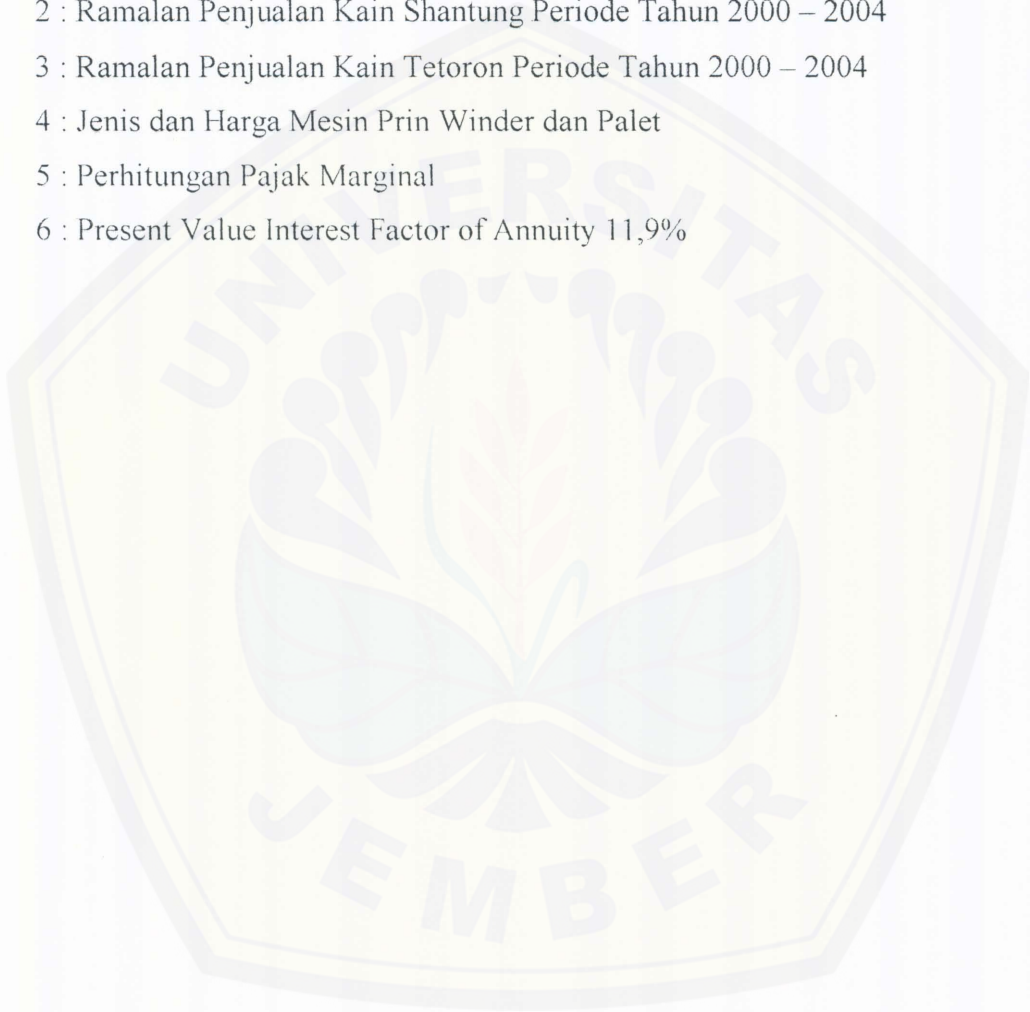 2 : Ramalan Penjualan Kain Shantung Periode Tahun 2000 – 2004
3 : Ramalan Penjualan Kain Tetoron Periode Tahun 2000 – 2004
4 : Jenis dan Harga Mesin Prin Winder dan Palet
5 : Perhitungan Pajak Marginal
6 : Present Value Interest Factor of Annuity 11,9%
UNIVERSITAS
JEMBER